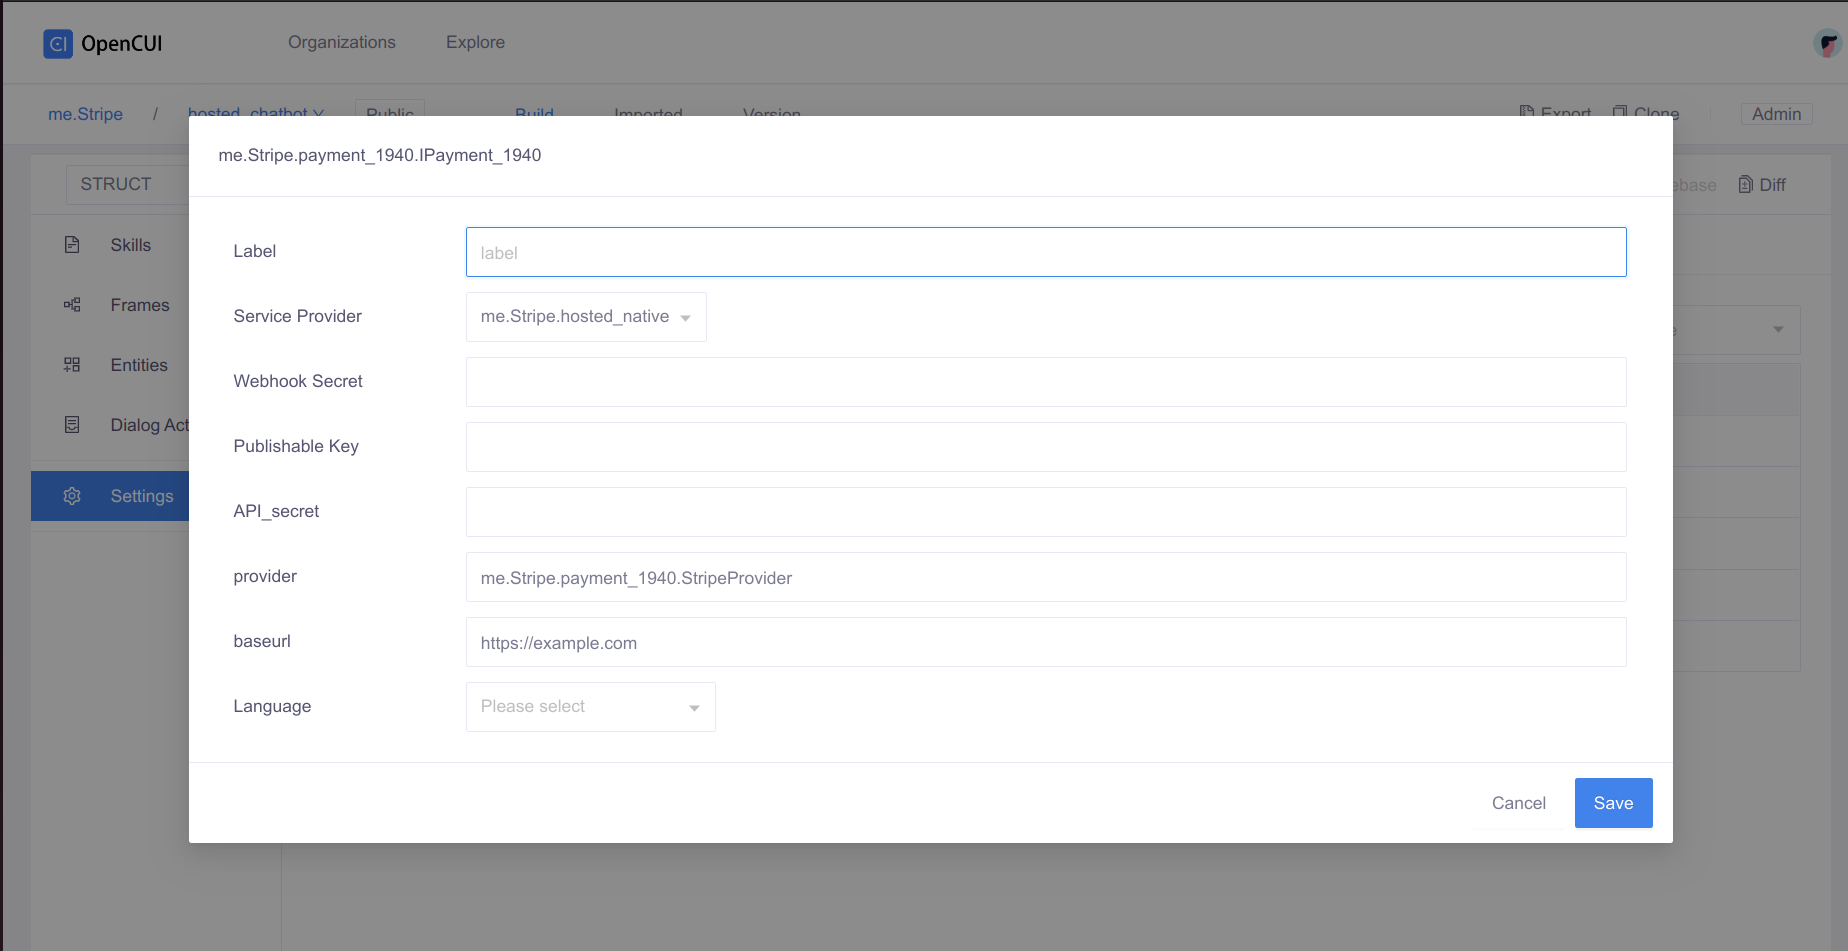 CI OpenCUI Organizations Explore
me.Stripe / hosted_chatbot Public Build Imported Version Export Clone Admin
me.Stripe.payment_1940.IPayment_1940
STRUCT
Diff
Skills
Frames
Entities
Dialog Act
Settings
Label label
Service Provider me.Stripe.hosted_native
Webhook Secret
Publishable Key
API_secret
provider me.Stripe.payment_1940.StripeProvider
baseurl https://example.com
Language Please select
Cancel Save